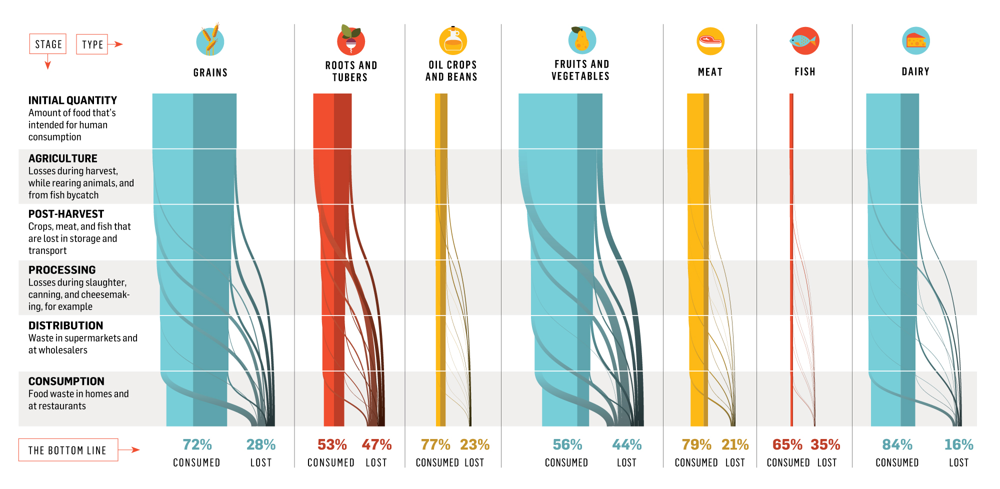 STAGE
TYPE
GRAINS
ROOTS AND
TUBERS
OIL CROPS
AND BEANS
FRUITS AND
VEGETABLES
MEAT
FISH
DAIRY
INITIAL QUANTITY
Amount of food that's
intended for human
consumption
AGRICULTURE
Losses during harvest,
while rearing animals, and
from fish bycatch
POST-HARVEST
Crops, meat, and fish that
are lost in storage and
transport
PROCESSING
Losses during slaughter,
canning, and cheesemak-
ing, for example
DISTRIBUTION
Waste in supermarkets and
at wholesalers
CONSUMPTION
Food waste in homes and
at restaurants
THE BOTTOM LINE
72% 28%
CONSUMED LOST
53% 47%
CONSUMED LOST
77% 23%
CONSUMED LOST
56% 44%
CONSUMED LOST
79% 21%
CONSUMED LOST
65% 35%
CONSUMED LOST
84% 16%
CONSUMED LOST